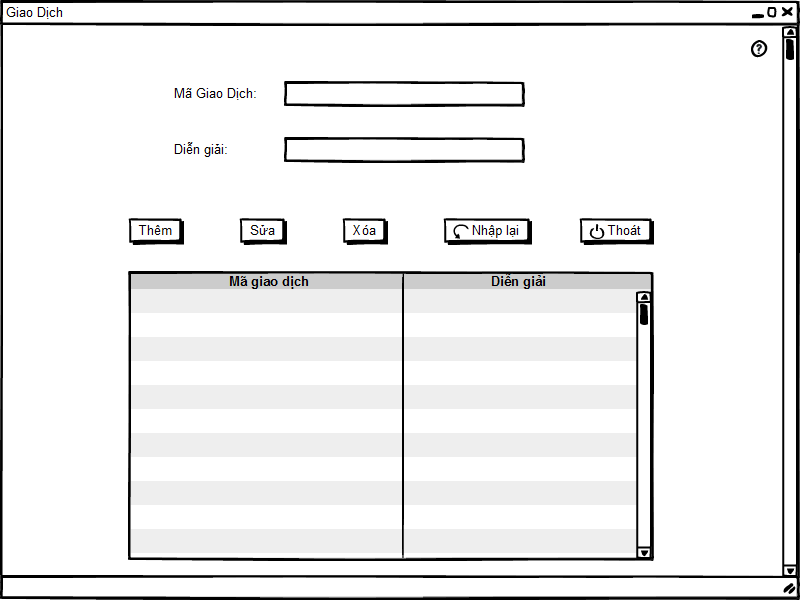 Giao Dịch
Mã Giao Dịch:
Diễn giải:
Thêm Sửa Xóa Nhập lại Thoát
Mã giao dịch Diễn giải